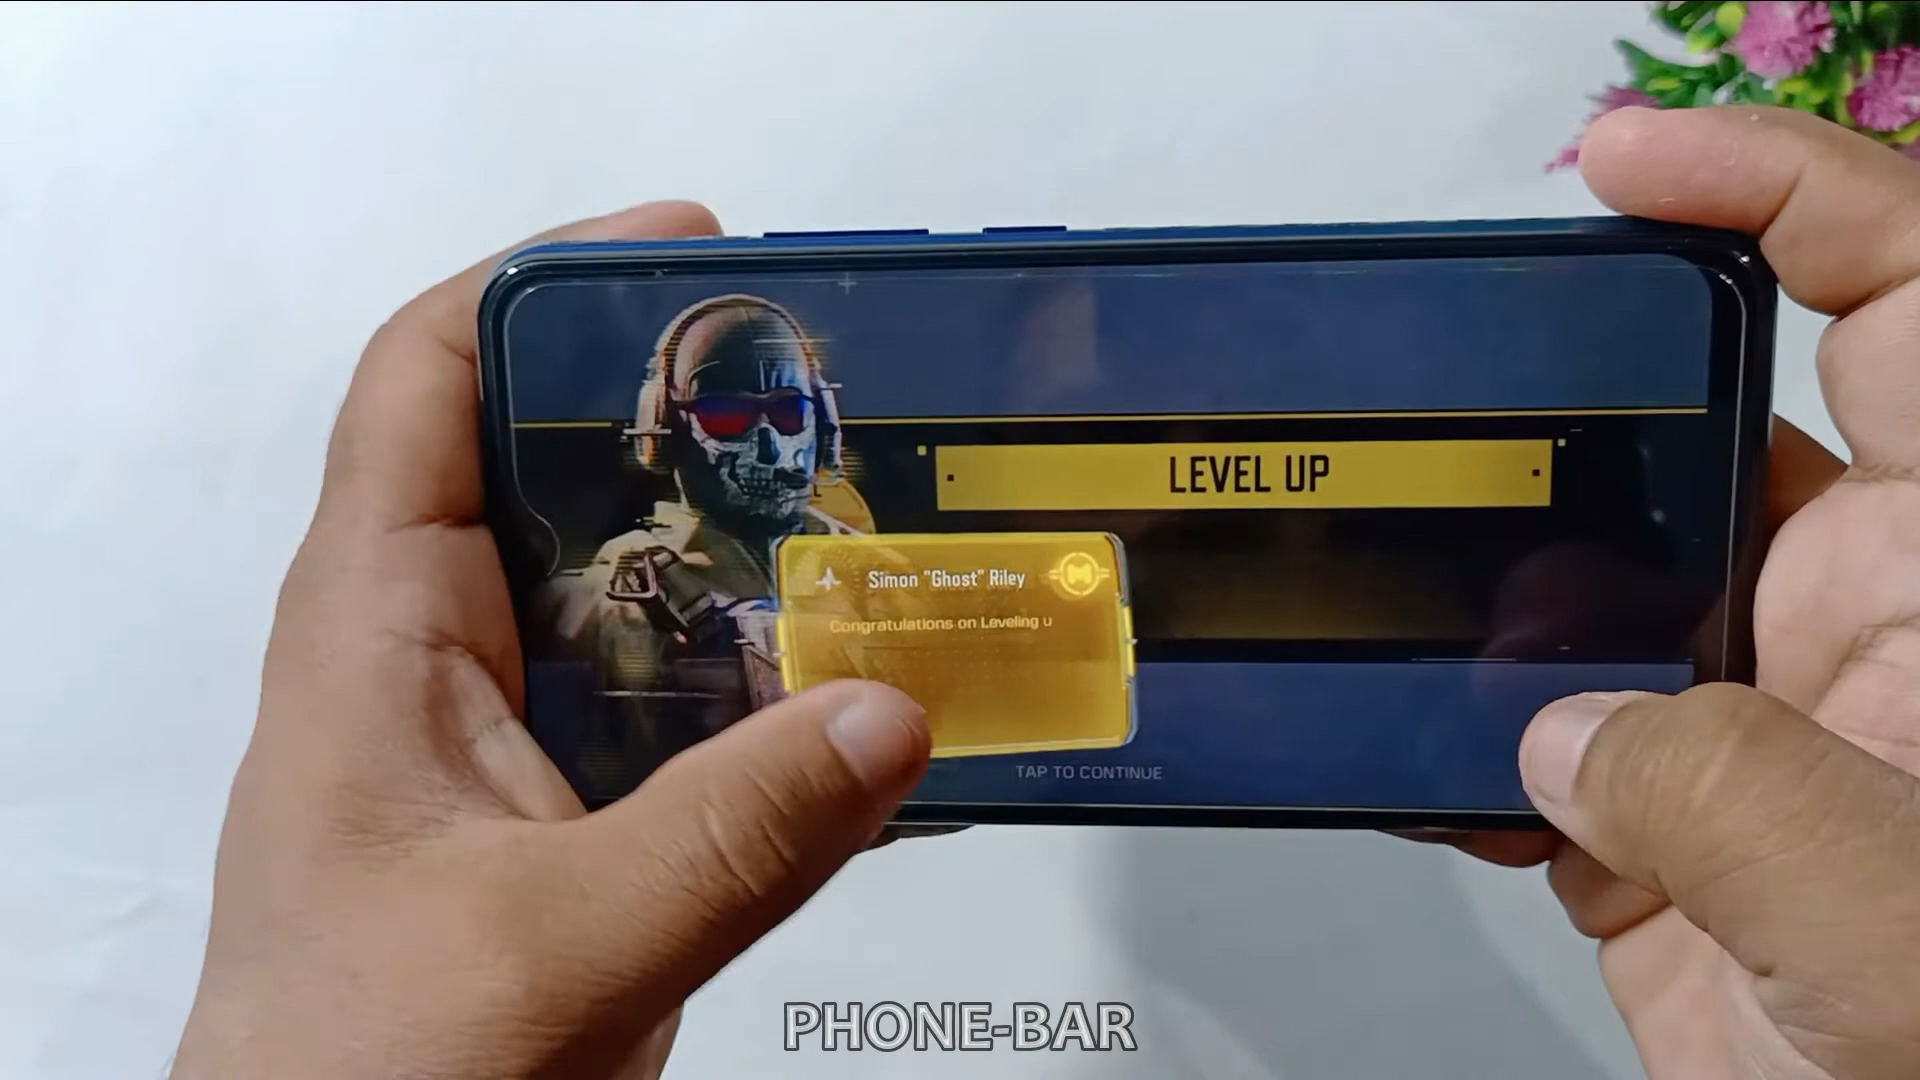 LEVEL UP
Simon "Ghost" Riley
Congratulations on Leveling u
TAP TO CONTINUE
PHONE-BAR